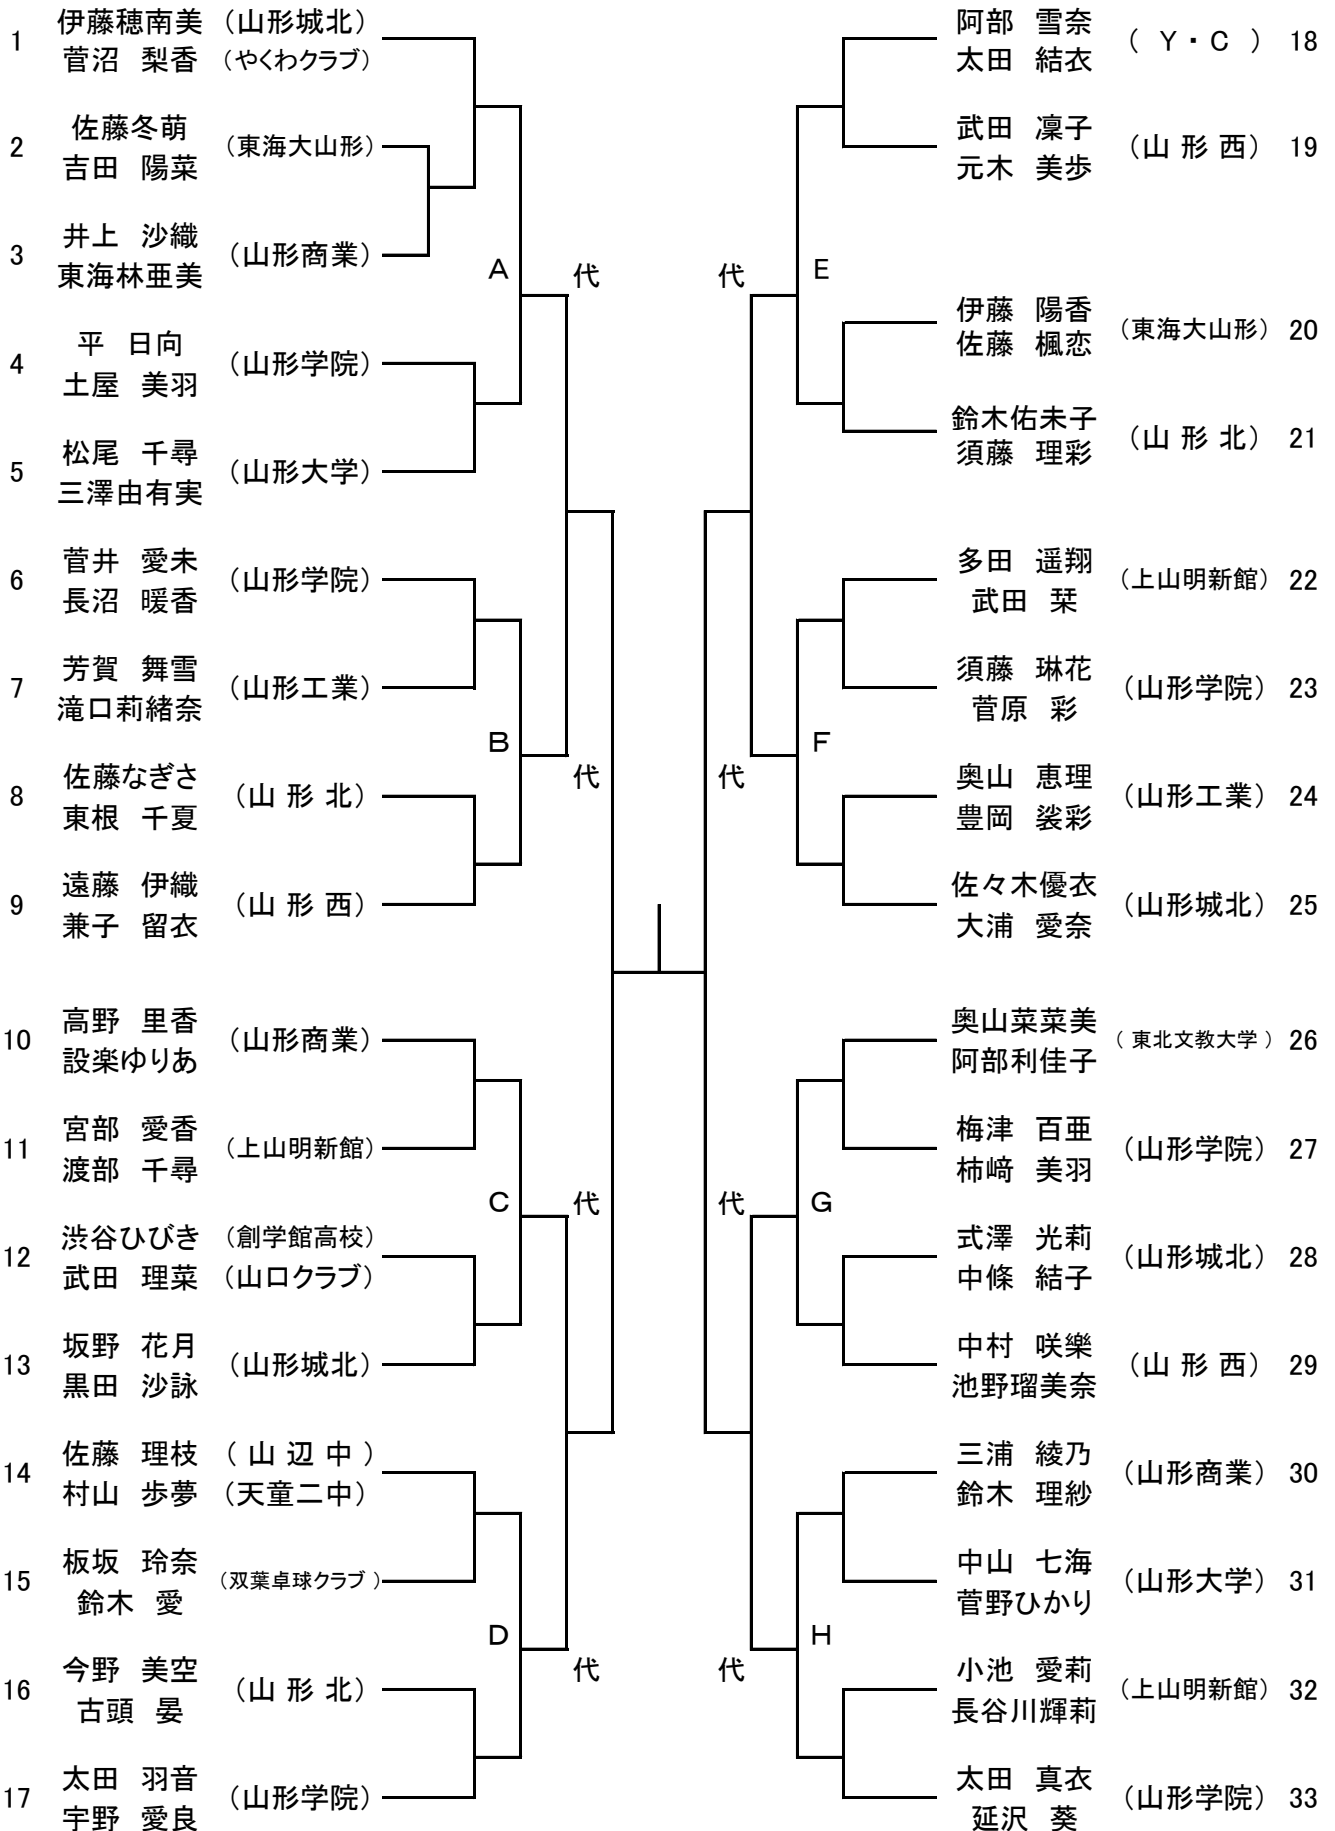 1 伊藤穂南美 (山形城北)
菅沼 梨香 (やくわクラブ)
2 佐藤冬萌 (東海大山形)
吉田 陽菜
3 井上 沙織 (山形商業)
東海林亜美
A 代
4 平 日向 (山形学院)
土屋 美羽
5 松尾 千尋 (山形大学)
三澤由有実
6 菅井 愛未 (山形学院)
長沼 暖香
7 芳賀 舞雪 (山形工業)
滝口莉緒奈
B 代
8 佐藤なぎさ (山 形 北)
東根 千夏
9 遠藤 伊織 (山 形 西)
兼子 留衣
10 高野 里香 (山形商業)
設楽ゆりあ
11 宮部 愛香 (上山明新館)
渡部 千尋
C 代
12 渋谷ひびき (創学館高校)
武田 理菜 (山口クラブ)
13 坂野 花月 (山形城北)
黒田 沙詠
14 佐藤 理枝 (山 辺 中)
村山 歩夢 (天童二中)
15 板坂 玲奈 (双葉卓球クラブ)
鈴木 愛
D 代
16 今野 美空 (山 形 北)
古頭 晏
17 太田 羽音 (山形学院)
宇野 愛良
阿部 雪奈 (Y・C) 18
太田 結衣
武田 凜子 (山 形 西) 19
元木 美歩
代 E
伊藤 陽香 (東海大山形) 20
佐藤 楓恋
鈴木佑未子 (山 形 北) 21
須藤 理彩
多田 遥翔 (上山明新館) 22
武田 栞
須藤 琳花 (山形学院) 23
菅原 彩
代 F
奥山 恵理 (山形工業) 24
豊岡 裟彩
佐々木優衣 (山形城北) 25
大浦 愛奈
奥山菜菜美 (東北文教大学) 26
阿部利佳子
梅津 百亜 (山形学院) 27
柿﨑 美羽
代 G
式澤 光莉 (山形城北) 28
中條 結子
中村 咲樂 (山 形 西) 29
池野瑠美奈
三浦 綾乃 (山形商業) 30
鈴木 理紗
中山 七海 (山形大学) 31
菅野ひかり
代 H
小池 愛莉 (上山明新館) 32
長谷川輝莉
太田 真衣 (山形学院) 33
延沢 葵